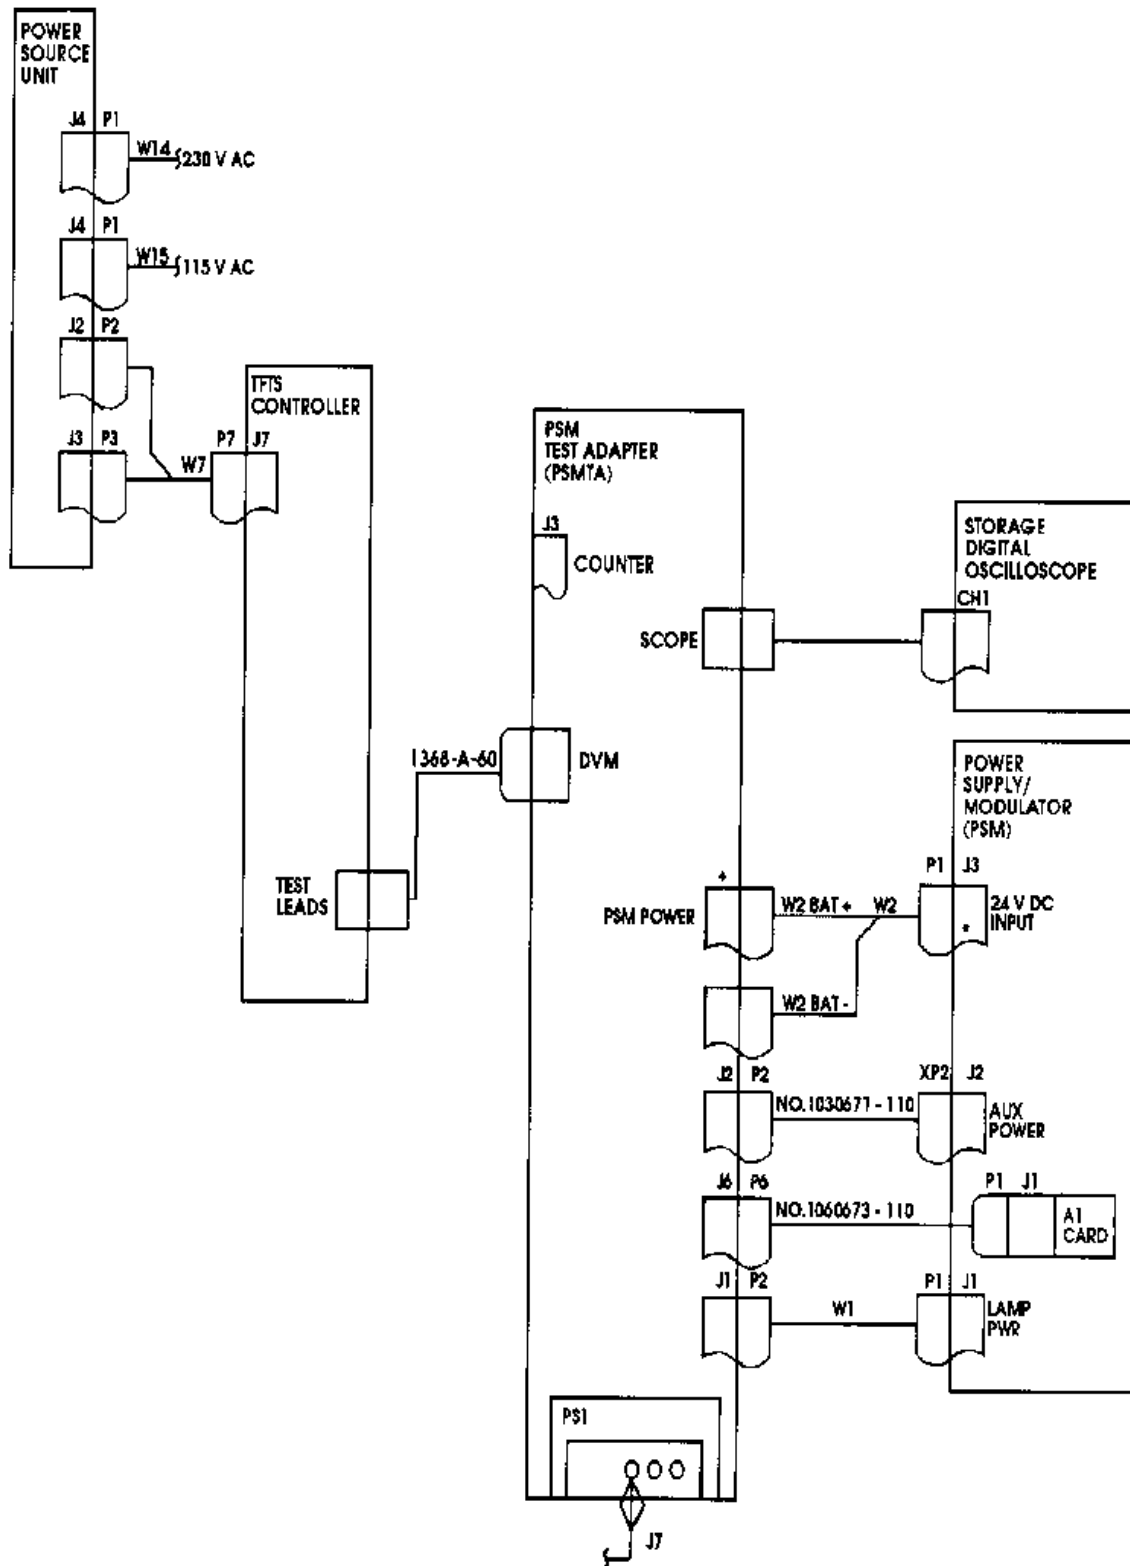 POWER
SOURCE
UNIT
J4 P1
W14
230 V AC
J4 P1
W15
115 V AC
J2 P2
J3 P3
W7
P7 J7
TFTS
CONTROLLER
TEST
LEADS
1368-A-60
PSM
TEST ADAPTER
(PSMTA)
J3
COUNTER
SCOPE
DVM
+
PSM POWER
W2 BAT +
W2
W2 BAT -
J2 P2
NO.1030671 - 110
J6 P6
NO.1060673 - 110
J1 P2
W1
PS1
J7
STORAGE
DIGITAL
OSCILLOSCOPE
CH1
POWER
SUPPLY/
MODULATOR
(PSM)
P1 J3
24 V DC
INPUT
XP2 J2
AUX
POWER
P1 J1
A1
CARD
P1 J1
LAMP
PWR